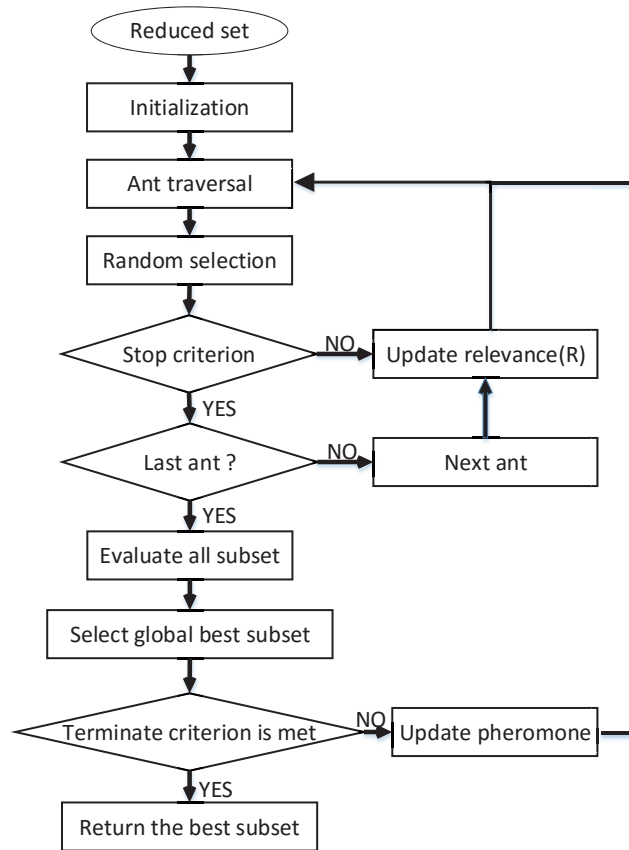 Reduced set
Initialization
Ant traversal
Random selection
Stop criterion
NO
Update relevance(R)
YES
Last ant ?
NO
Next ant
YES
Evaluate all subset
Select global best subset
Terminate criterion is met
NO
Update pheromone
YES
Return the best subset